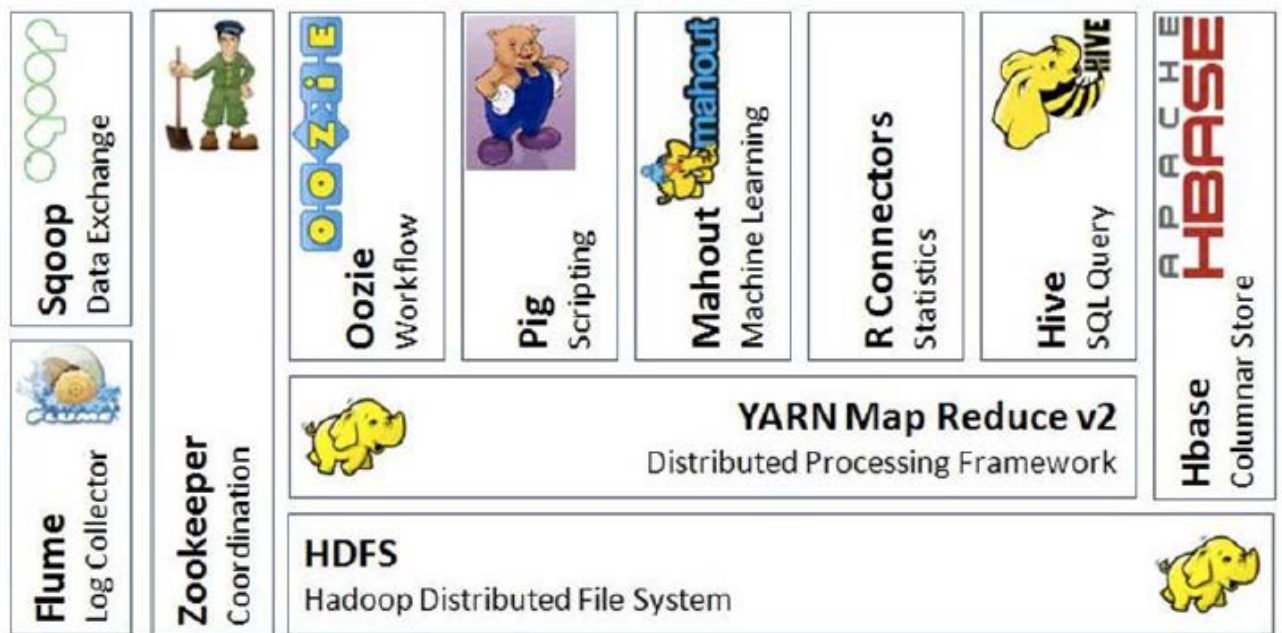 Sqoop
Data Exchange
Flume
Log Collector
FLUME
Zookeeper
Coordination
OOZiE
Oozie
Workflow
Pig
Scripting
mahout
Mahout
Machine Learning
R Connectors
Statistics
HIVE
Hive
SQL Query
APACHE
HBASE
Hbase
Columnar Store
YARN Map Reduce v2
Distributed Processing Framework
HDFS
Hadoop Distributed File System